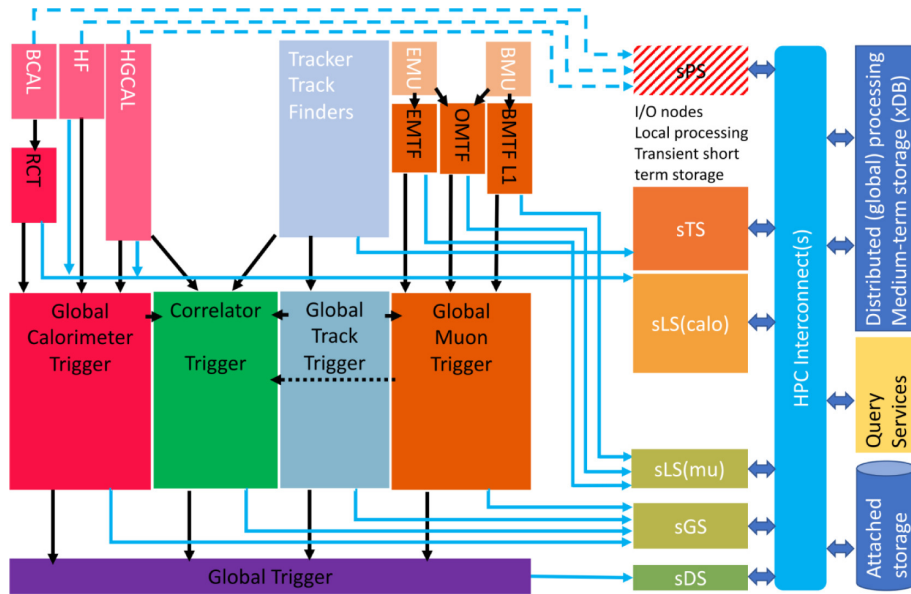 BCAL
HF
HGCAL
Tracker
Track
Finders
EMU
BMU
sPS
RCT
EMTF
OMTF
BMTF L1
I/O nodes
Local processing
Transient short
term storage
sTS
sLS(calo)
Global
Calorimeter
Trigger
Correlator
Trigger
Global
Track
Trigger
Global
Muon
Trigger
sLS(mu)
sGS
Global Trigger
sDS
HPC Interconnect(s)
Distributed (global) processing
Medium-term storage (xDB)
Query
Services
Attached
storage